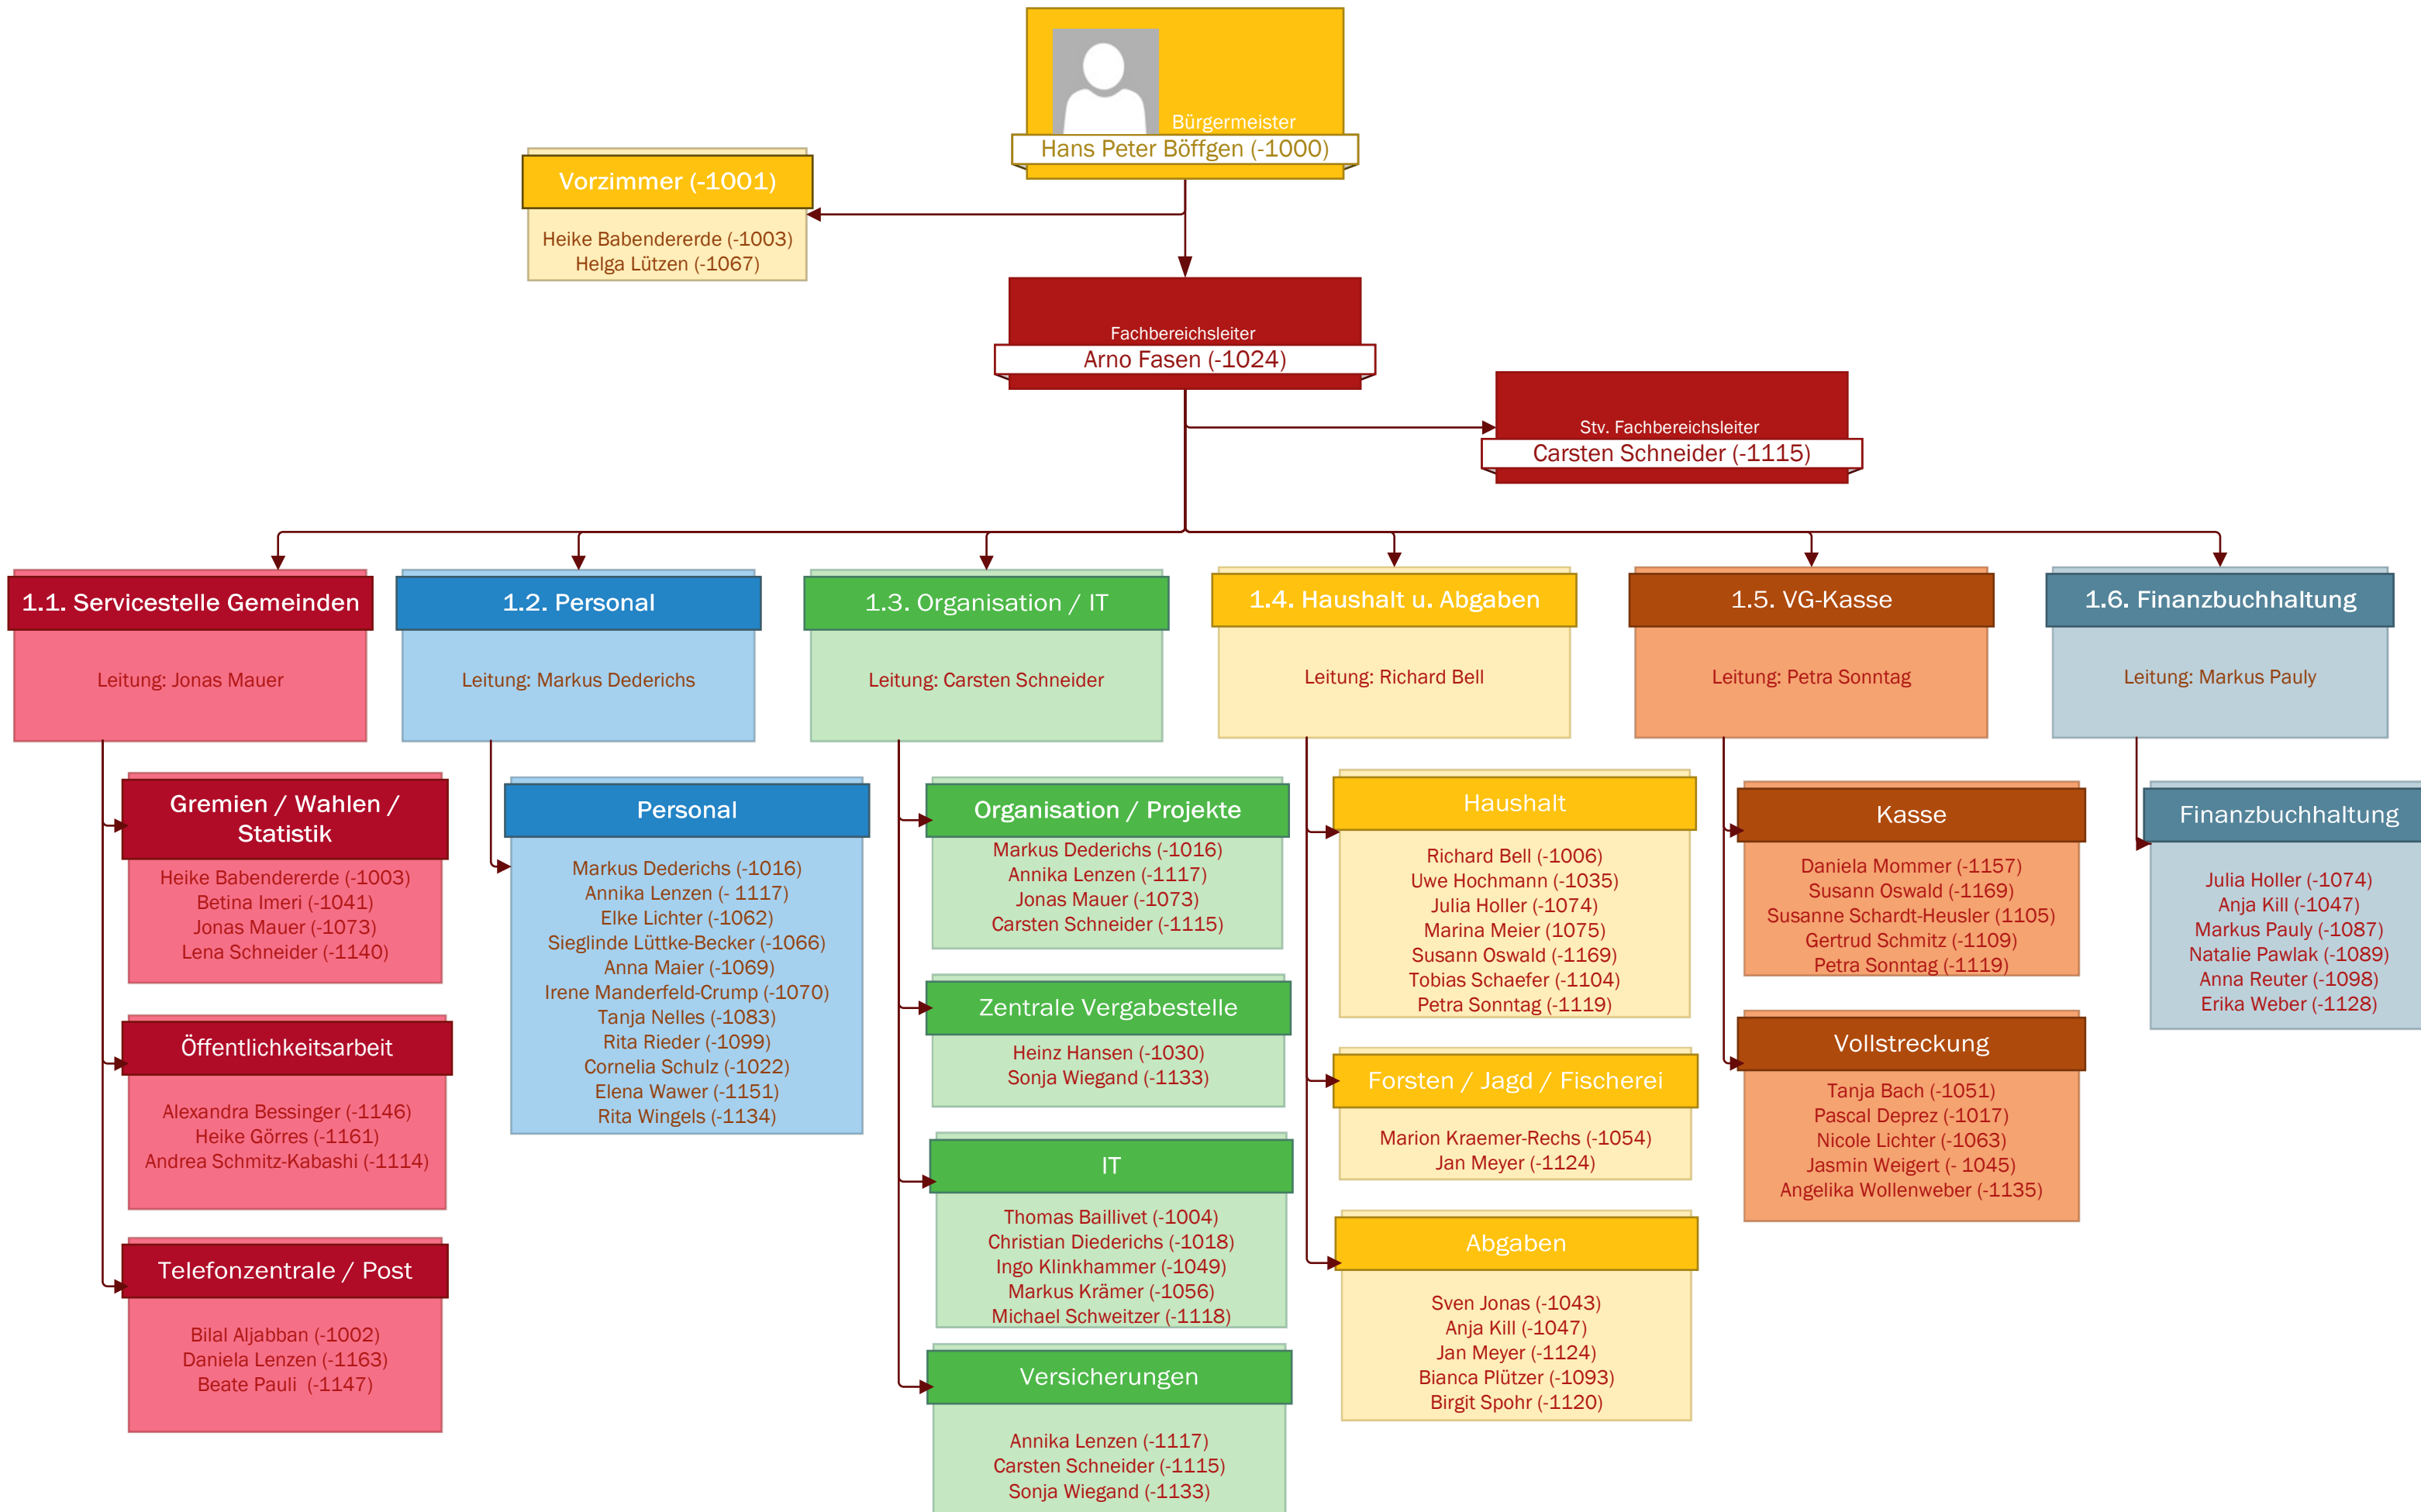 Bürgermeister
Hans Peter Böffgen (-1000)
Vorzimmer (-1001)
Heike Babendererde (-1003)
Helga Lützen (-1067)
Fachbereichsleiter
Arno Fasen (-1024)
Stv. Fachbereichsleiter
Carsten Schneider (-1115)
1.1. Servicestelle Gemeinden
Leitung: Jonas Mauer
Gremien / Wahlen /
Statistik
Heike Babendererde (-1003)
Betina Imeri (-1041)
Jonas Mauer (-1073)
Lena Schneider (-1140)
Öffentlichkeitsarbeit
Alexandra Bessinger (-1146)
Heike Görres (-1161)
Andrea Schmitz-Kabashi (-1114)
Telefonzentrale / Post
Bilal Aljabban (-1002)
Daniela Lenzen (-1163)
Beate Pauli  (-1147)
1.2. Personal
Leitung: Markus Dederichs
Personal
Markus Dederichs (-1016)
Annika Lenzen (- 1117)
Elke Lichter (-1062)
Sieglinde Lüttke-Becker (-1066)
Anna Maier (-1069)
Irene Manderfeld-Crump (-1070)
Tanja Nelles (-1083)
Rita Rieder (-1099)
Cornelia Schulz (-1022)
Elena Wawer (-1151)
Rita Wingels (-1134)
1.3. Organisation / IT
Leitung: Carsten Schneider
Organisation / Projekte
Markus Dederichs (-1016)
Annika Lenzen (-1117)
Jonas Mauer (-1073)
Carsten Schneider (-1115)
Zentrale Vergabestelle
Heinz Hansen (-1030)
Sonja Wiegand (-1133)
IT
Thomas Baillivet (-1004)
Christian Diederichs (-1018)
Ingo Klinkhammer (-1049)
Markus Krämer (-1056)
Michael Schweitzer (-1118)
Versicherungen
Annika Lenzen (-1117)
Carsten Schneider (-1115)
Sonja Wiegand (-1133)
1.4. Haushalt u. Abgaben
Leitung: Richard Bell
Haushalt
Richard Bell (-1006)
Uwe Hochmann (-1035)
Julia Holler (-1074)
Marina Meier (1075)
Susann Oswald (-1169)
Tobias Schaefer (-1104)
Petra Sonntag (-1119)
Forsten / Jagd / Fischerei
Marion Kraemer-Rechs (-1054)
Jan Meyer (-1124)
Abgaben
Sven Jonas (-1043)
Anja Kill (-1047)
Jan Meyer (-1124)
Bianca Plützer (-1093)
Birgit Spohr (-1120)
1.5. VG-Kasse
Leitung: Petra Sonntag
Kasse
Daniela Mommer (-1157)
Susann Oswald (-1169)
Susanne Schardt-Heusler (1105)
Gertrud Schmitz (-1109)
Petra Sonntag (-1119)
Vollstreckung
Tanja Bach (-1051)
Pascal Deprez (-1017)
Nicole Lichter (-1063)
Jasmin Weigert (- 1045)
Angelika Wollenweber (-1135)
1.6. Finanzbuchhaltung
Leitung: Markus Pauly
Finanzbuchhaltung
Julia Holler (-1074)
Anja Kill (-1047)
Markus Pauly (-1087)
Natalie Pawlak (-1089)
Anna Reuter (-1098)
Erika Weber (-1128)